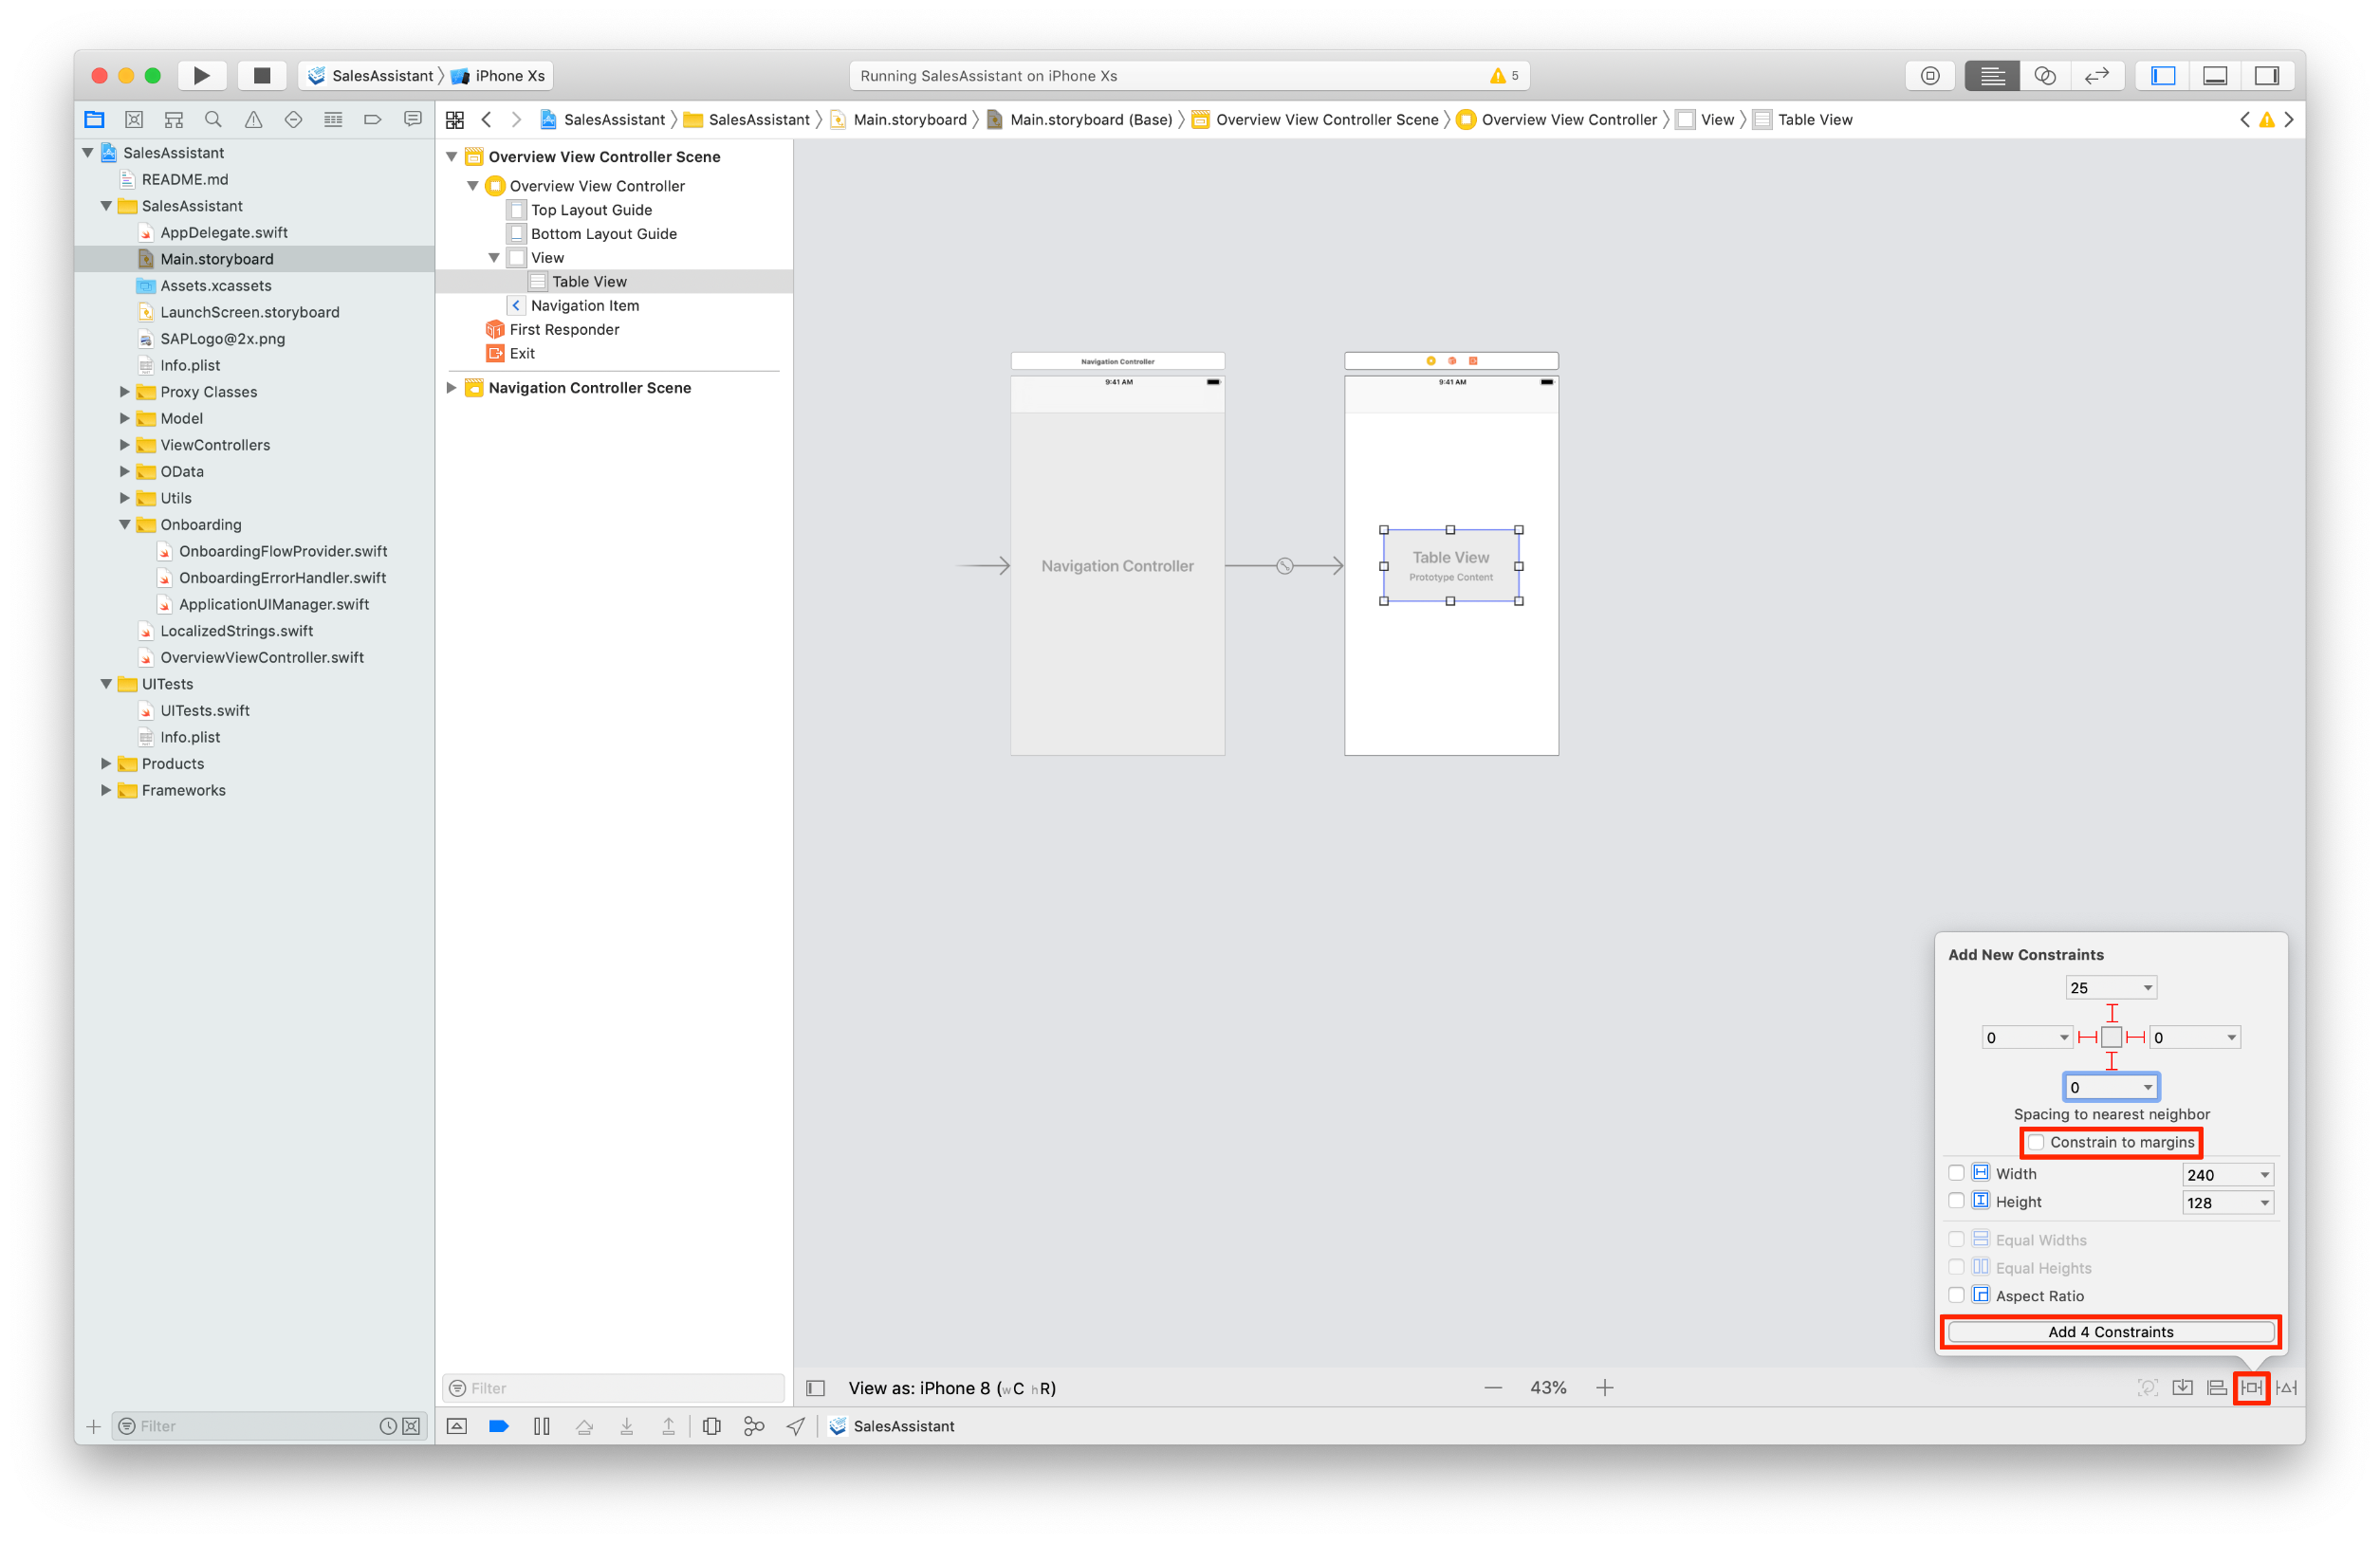 SalesAssistant 〉 iPhone Xs
Running SalesAssistant on iPhone Xs
5
SalesAssistant 〉 SalesAssistant 〉 Main.storyboard 〉 Main.storyboard (Base) 〉 Overview View Controller Scene 〉 Overview View Controller 〉 View 〉 Table View
SalesAssistant
README.md
SalesAssistant
AppDelegate.swift
Main.storyboard
Assets.xcassets
LaunchScreen.storyboard
SAPLogo@2x.png
Info.plist
Proxy Classes
Model
ViewControllers
OData
Utils
Onboarding
OnboardingFlowProvider.swift
OnboardingErrorHandler.swift
ApplicationUIManager.swift
LocalizedStrings.swift
OverviewViewController.swift
UITests
UITests.swift
Info.plist
Products
Frameworks
Filter
Overview View Controller Scene
Overview View Controller
Top Layout Guide
Bottom Layout Guide
View
Table View
Navigation Item
First Responder
Exit
Navigation Controller Scene
Filter
Navigation Controller
9:41 AM
Navigation Controller
9:41 AM
Table View
Prototype Content
Add New Constraints
25
0
0
0
Spacing to nearest neighbor
Constrain to margins
Width
240
Height
128
Equal Widths
Equal Heights
Aspect Ratio
Add 4 Constraints
View as: iPhone 8 (wC hR)
43%
SalesAssistant